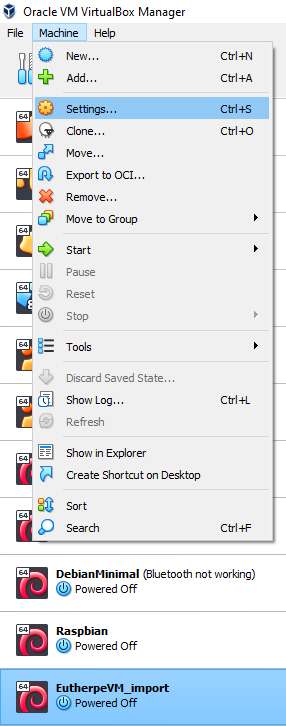 Oracle VM VirtualBox Manager
File Machine Help
New... Ctrl+N
Add... Ctrl+A
Settings... Ctrl+S
Clone... Ctrl+O
Move...
Export to OCI...
Remove...
Move to Group
Start
Pause
Reset
Stop
Tools
Discard Saved State...
Show Log... Ctrl+L
Refresh
Show in Explorer
Create Shortcut on Desktop
Sort
Search Ctrl+F
64
64
64
64
64
64
64
64
64 DebianMinimal (Bluetooth not working)
Powered Off
64 Raspbian
Powered Off
64 EutherpeVM_import
Powered Off